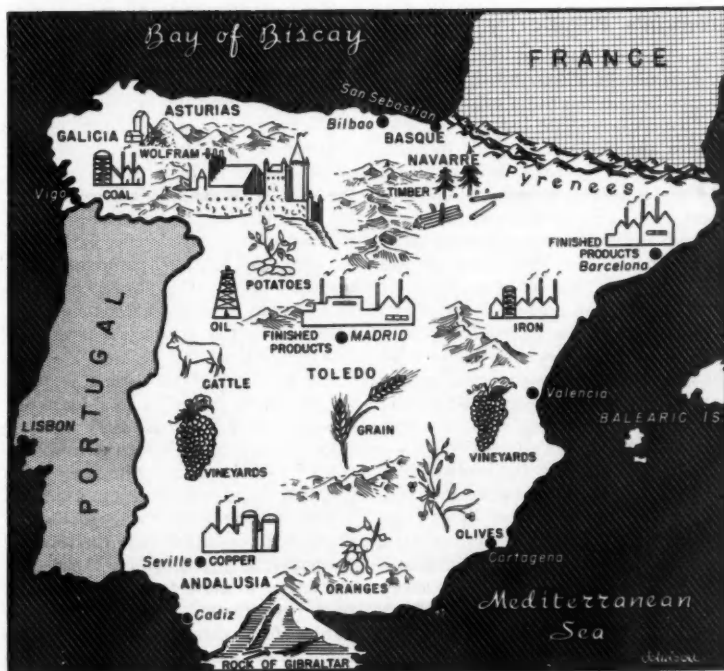 Bay of Biscay
FRANCE
San Sebastian
ASTURIAS
Bilbao
BASQUE
GALICIA
WOLFRAM
NAVARRE
Pyrenees
TIMBER
COAL
Vigo
FINISHED
PRODUCTS
Barcelona
POTATOES
OIL
FINISHED
PRODUCTS
MADRID
IRON
CATTLE
TOLEDO
Valencia
PORTUGAL
LISBON
GRAIN
BALEARIC IS
VINEYARDS
VINEYARDS
OLIVES
Seville
COPPER
Cartagena
ANDALUSIA
ORANGES
Cadiz
Mediterranean
Sea
ROCK OF GIBRALTAR